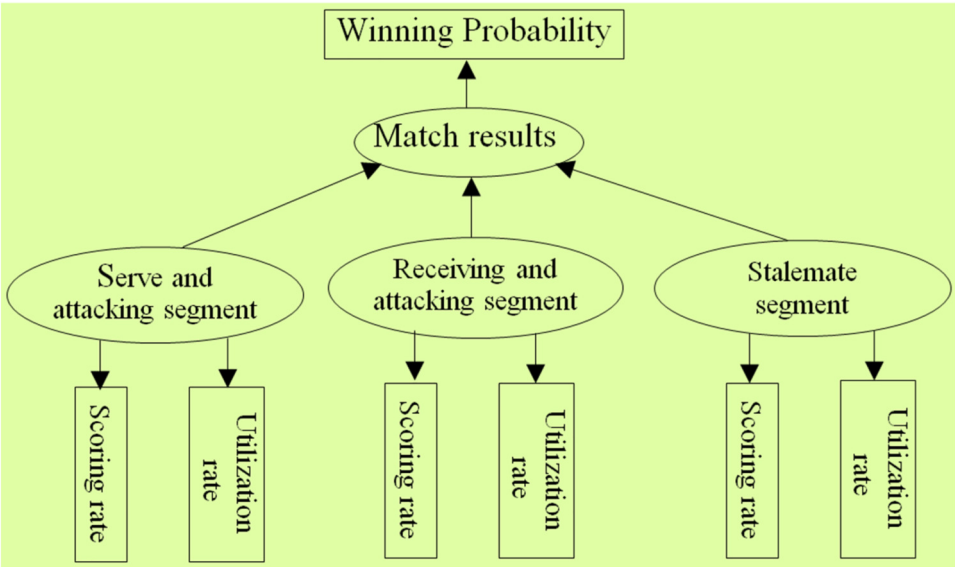 Winning Probability
Match results
Serve and
attacking segment
Receiving and
attacking segment
Stalemate
segment
Scoring rate
Utilization
rate
Scoring rate
Utilization
rate
Scoring rate
Utilization
rate